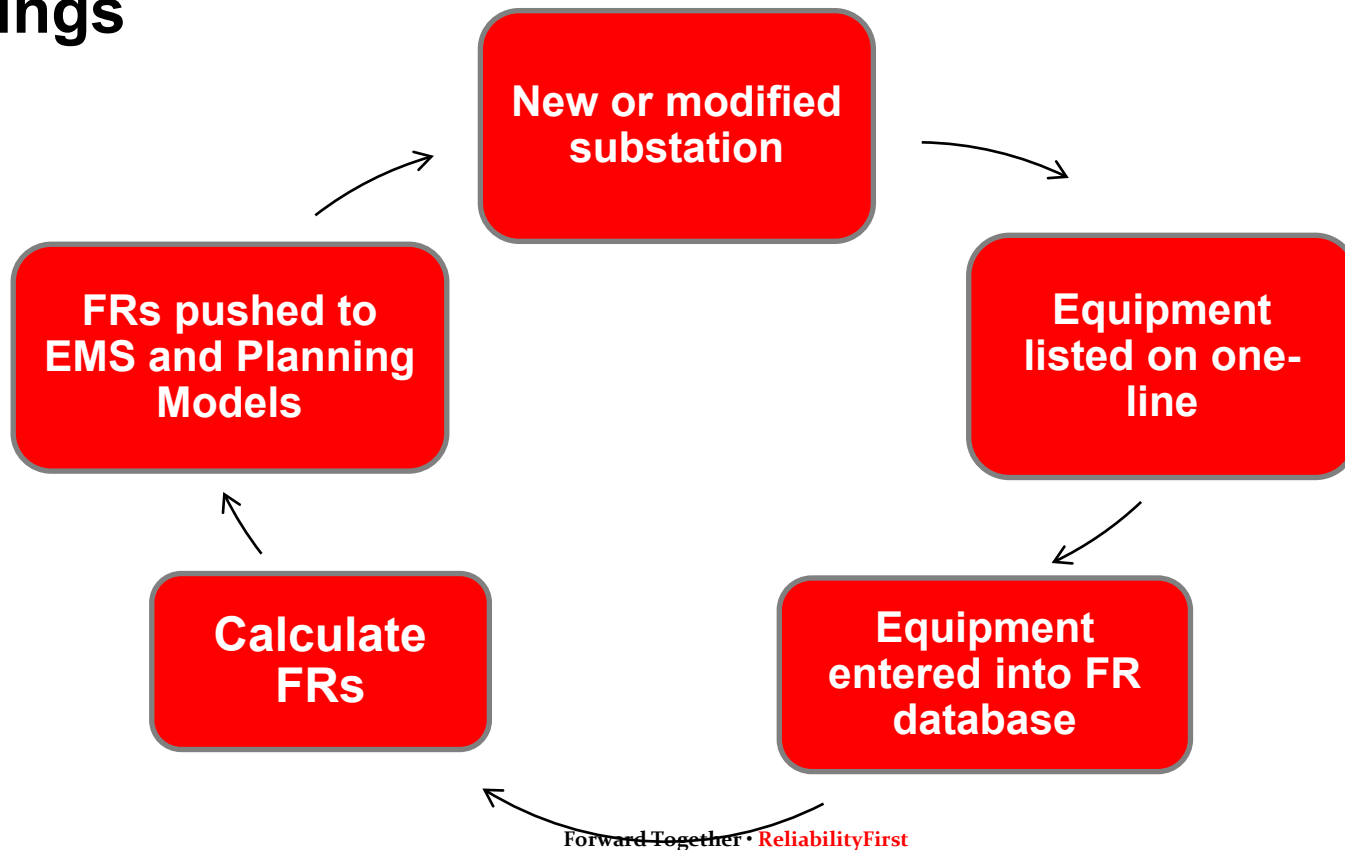 ings
New or modified
substation
Equipment
listed on one-
line
Equipment
entered into FR
database
Calculate
FRs
FRs pushed to
EMS and Planning
Models
Forward Together • ReliabilityFirst